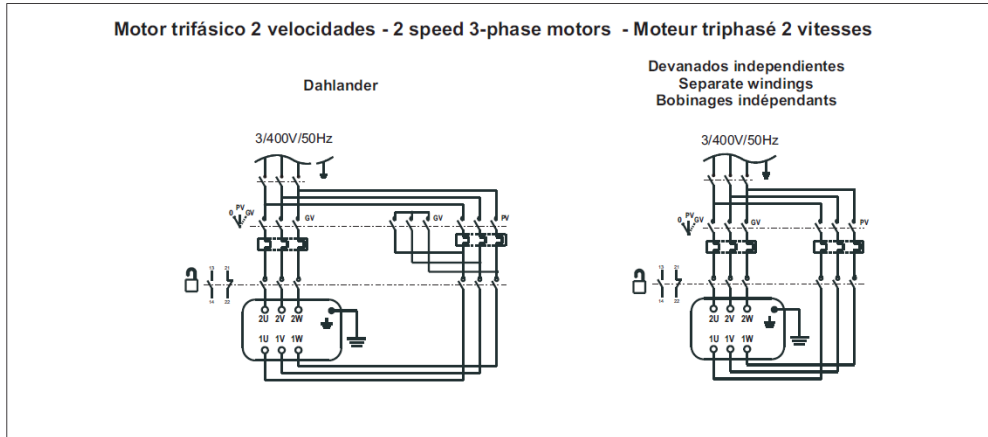 Motor trifásico 2 velocidades - 2 speed 3-phase motors - Moteur triphasé 2 vitesses
Dahlander
3/400V/50Hz
0 PV GV
GV
GV
PV
13 21
14 22
2U 2V 2W
1U 1V 1W
Devanados independientes
Separate windings
Bobinages indépendants
3/400V/50Hz
0 PV GV
GV
PV
13 21
14 22
2U 2V 2W
1U 1V 1W